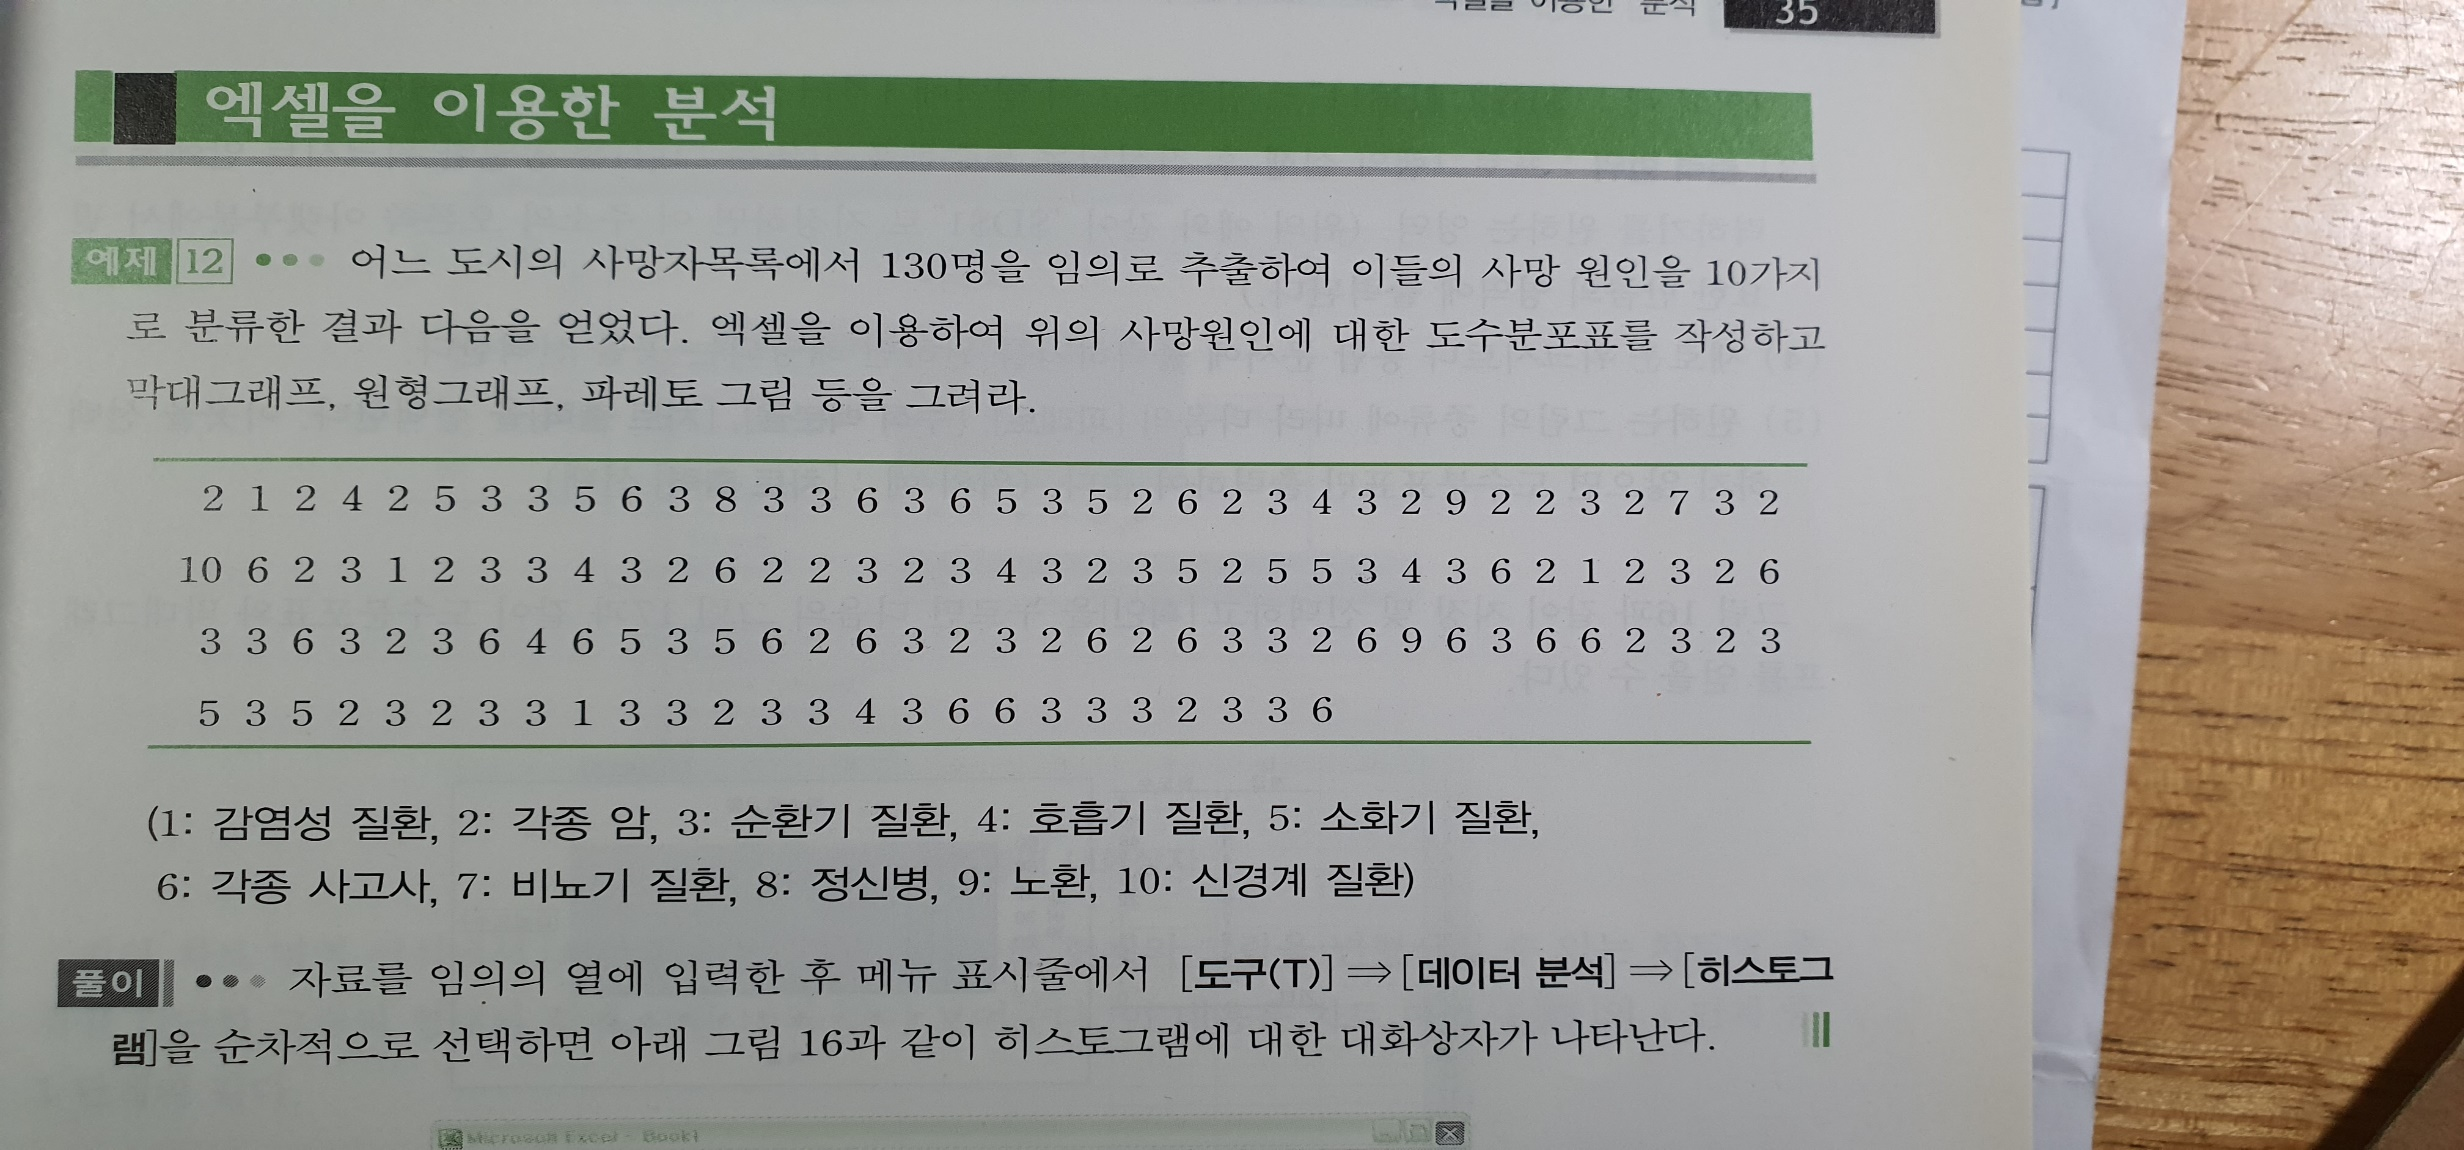 엑셀을 이용한 분석 35
엑셀을 이용한 분석
예제 12 ••• 어느 도시의 사망자목록에서 130명을 임의로 추출하여 이들의 사망 원인을 10가지
로 분류한 결과 다음을 얻었다. 엑셀을 이용하여 위의 사망원인에 대한 도수분포표를 작성하고
막대그래프, 원형그래프, 파레토 그림 등을 그려라.
2 1 2 4 2 5 3 3 5 6 3 8 3 3 6 3 6 5 3 5 2 6 2 3 4 3 2 9 2 2 3 2 7 3 2
10 6 2 3 1 2 3 3 4 3 2 6 2 2 3 2 3 4 3 2 3 5 2 5 5 3 4 3 6 2 1 2 3 2 6
3 3 6 3 2 3 6 4 6 5 3 5 6 2 6 3 2 3 2 6 2 6 3 3 2 6 9 6 3 6 6 2 3 2 3
5 3 5 2 3 2 3 3 1 3 3 2 3 3 4 3 6 6 3 3 3 2 3 3 6
(1: 감염성 질환, 2: 각종 암, 3: 순환기 질환, 4: 호흡기 질환, 5: 소화기 질환,
6: 각종 사고사, 7: 비뇨기 질환, 8: 정신병, 9: 노환, 10: 신경계 질환)
풀이 ••• 자료를 임의의 열에 입력한 후 메뉴 표시줄에서 [도구(T)] ⇒ [데이터 분석] ⇒ [히스토그
램]을 순차적으로 선택하면 아래 그림 16과 같이 히스토그램에 대한 대화상자가 나타난다.
Microsoft Excel - Book1